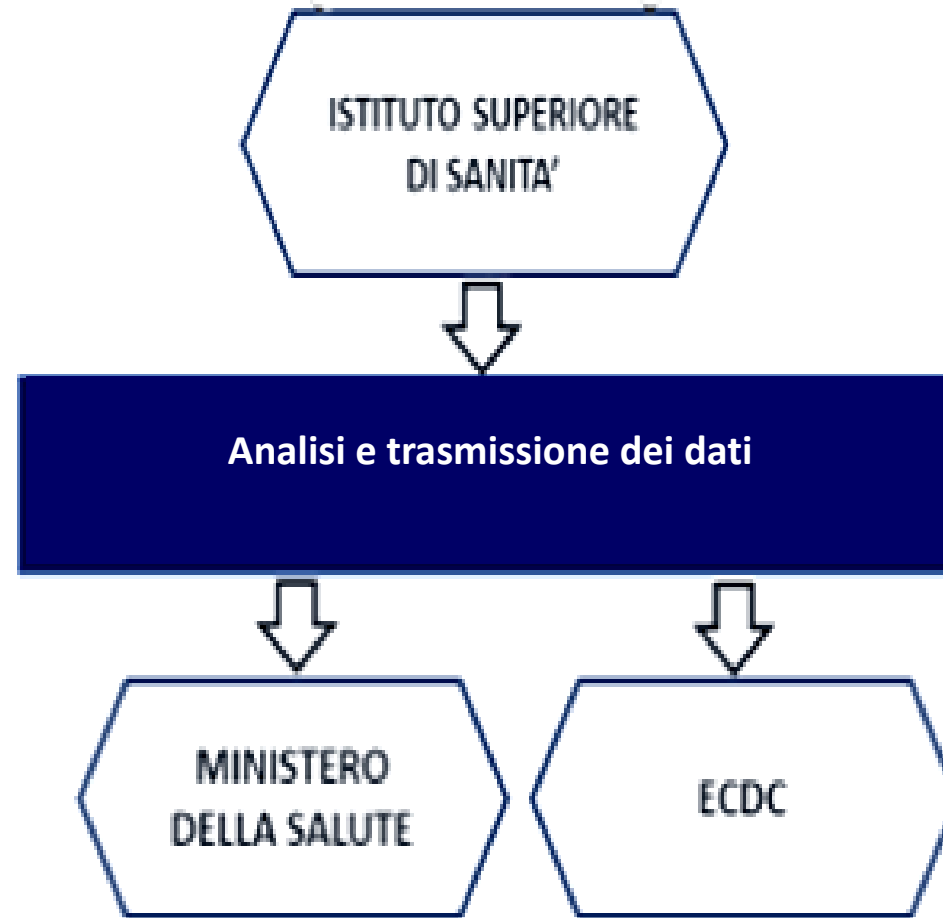 ISTITUTO SUPERIORE
DI SANITA'
Analisi e trasmissione dei dati
MINISTERO
DELLA SALUTE
ECDC